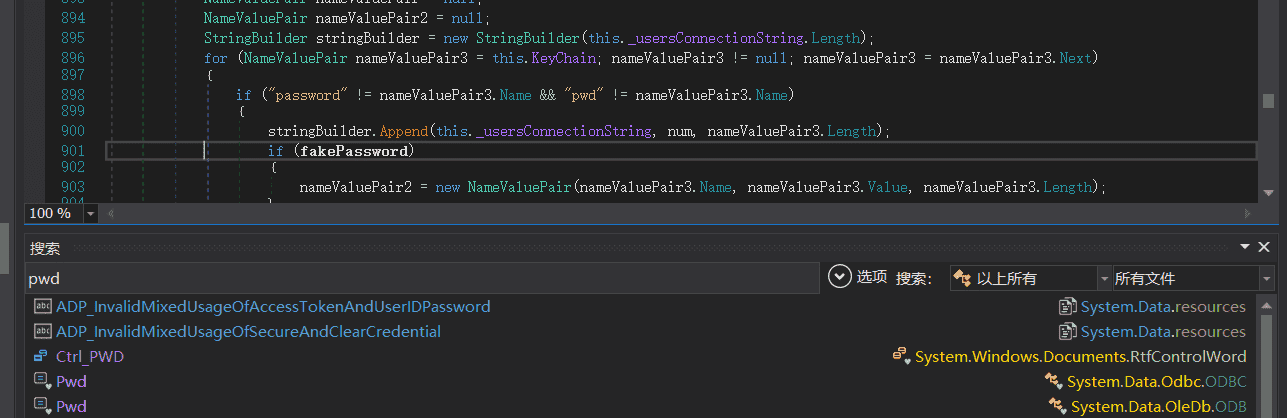 893 NameValuePair nameValuePair = null;
894 NameValuePair nameValuePair2 = null;
895 StringBuilder stringBuilder = new StringBuilder(this._usersConnectionString.Length);
896 for (NameValuePair nameValuePair3 = this.KeyChain; nameValuePair3 != null; nameValuePair3 = nameValuePair3.Next)
897 {
898 if ("password" != nameValuePair3.Name && "pwd" != nameValuePair3.Name)
899 {
900 stringBuilder.Append(this._usersConnectionString, num, nameValuePair3.Length);
901 if (fakePassword)
902 {
903 nameValuePair2 = new NameValuePair(nameValuePair3.Name, nameValuePair3.Value, nameValuePair3.Length);
904 }
100 %
搜索
pwd 选项 搜索: 以上所有 所有文件
abc ADP_InvalidMixedUsageOfAccessTokenAndUserIDPassword System.Data.resources
abc ADP_InvalidMixedUsageOfSecureAndClearCredential System.Data.resources
Ctrl_PWD System.Windows.Documents.RtfControlWord
Pwd System.Data.Odbc.ODBC
Pwd System.Data.OleDb.ODB